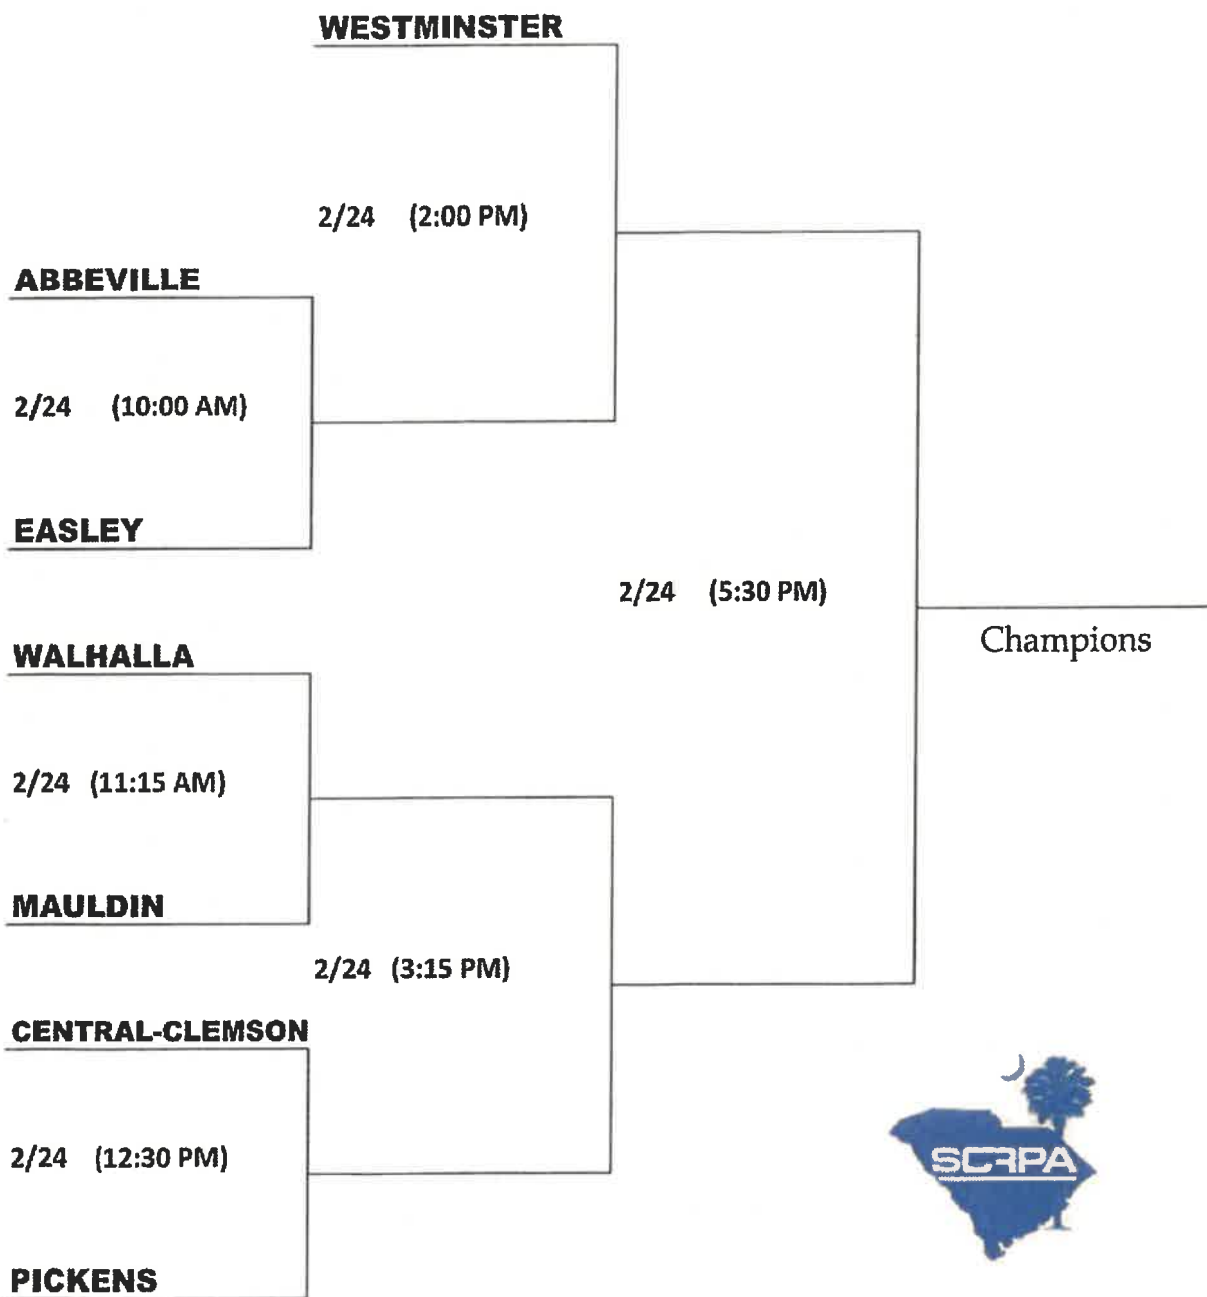 WESTMINSTER
2/24 (2:00 PM)
ABBEVILLE
2/24 (10:00 AM)
EASLEY
2/24 (5:30 PM)
Champions
WALHALLA
2/24 (11:15 AM)
MAULDIN
2/24 (3:15 PM)
CENTRAL-CLEMSON
2/24 (12:30 PM)
SCRPA
PICKENS